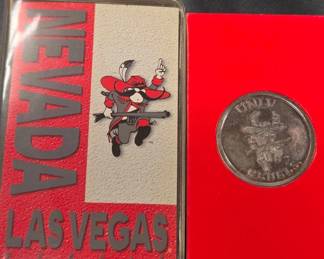 NEVADA
LAS VEGAS
UNLV
REBELS